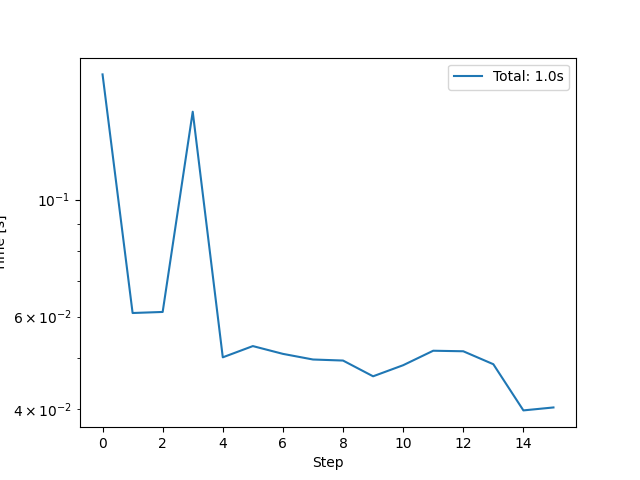 Total: 1.0s
10⁻¹
6 × 10⁻²
4 × 10⁻²
[s]
0 2 4 6 8 10 12 14
Step